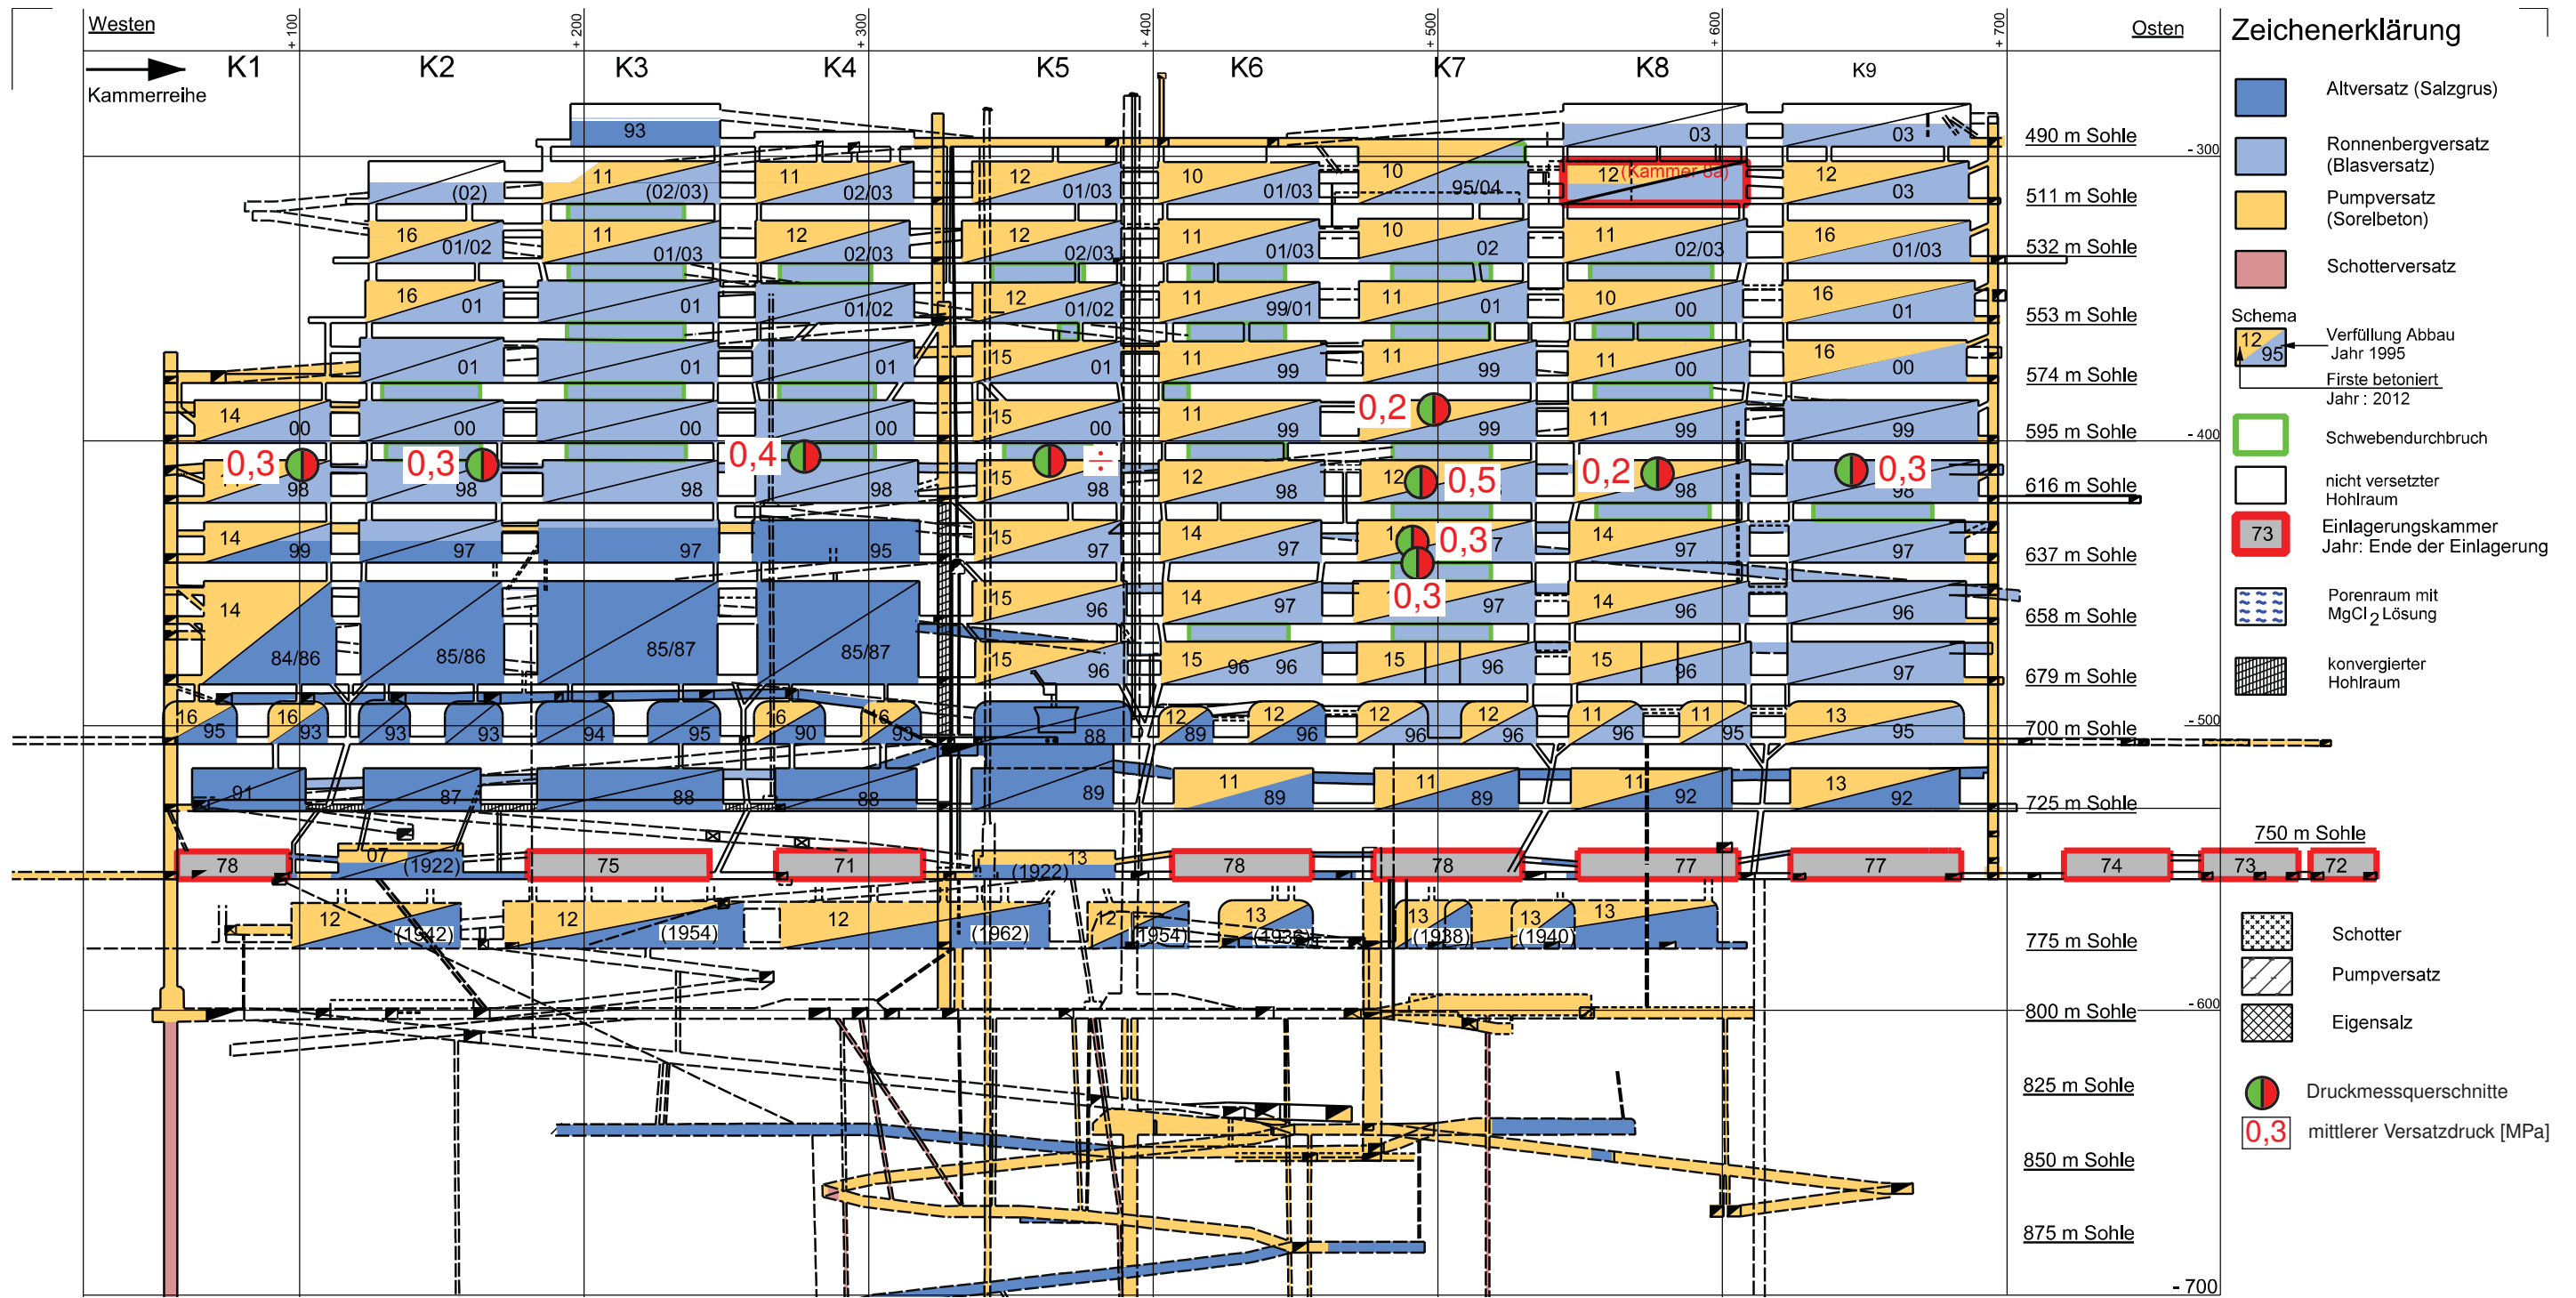 Westen
+ 100
+ 200
+ 300
+ 400
+ 500
+ 600
+ 700
Osten
Zeichenerklärung
K1 K2 K3 K4 K5 K6 K7 K8 K9
Kammerreihe
93 03 03
490 m Sohle
- 300
(02) 11 (02/03) 11 02/03 12 01/03 10 01/03 10 95/04 12 (Kammer 8a) 12 03
511 m Sohle
16 01/02 11 01/03 12 02/03 12 02/03 11 01/03 10 02 11 02/03 16 01/03
532 m Sohle
16 01 01 01/02 12 01/02 11 99/01 11 01 10 00 16 01
553 m Sohle
01 01 01 15 01 11 99 11 99 11 00 16 00
574 m Sohle
14 00 00 00 00 15 00 11 99 0,2 99 11 99 99
595 m Sohle
- 400
0,3 98 0,3 98 98 0,4 98 15 98 ÷ 12 98 12 0,5 0,2 98 0,3 98
616 m Sohle
14 99 97 97 95 15 97 14 97 0,3 7 14 97 97
637 m Sohle
14 84/86 85/86 85/87 85/87 15 96 14 97 0,3 97 14 96 96
658 m Sohle
15 96 15 96 96 15 96 15 96 97
679 m Sohle
16 95 16 93 93 93 94 95 16 90 16 93 88 12 89 12 96 12 96 12 96 11 96 11 95 13 95
700 m Sohle
- 500
91 87 88 88 89 11 89 11 89 11 92 13 92
725 m Sohle
750 m Sohle
78 07 (1922) 75 71 13 (1922) 78 78 77 77 74 73 72
12 (1942) 12 (1954) 12 (1962) 12 (1954) 13 (1936) 13 (1938) 13 (1940) 13
775 m Sohle
800 m Sohle
- 600
825 m Sohle
850 m Sohle
875 m Sohle
- 700
Altversatz (Salzgrus)
Ronnenbergversatz
(Blasversatz)
Pumpversatz
(Sorelbeton)
Schotterversatz
Schema
12 95
Verfüllung Abbau
Jahr 1995
Firste betoniert
Jahr : 2012
Schwebendurchbruch
nicht versetzter
Hohlraum
73
Einlagerungskammer
Jahr: Ende der Einlagerung
Porenraum mit
MgCl2 Lösung
konvergierter
Hohlraum
Schotter
Pumpversatz
Eigensalz
Druckmessquerschnitte
0,3 mittlerer Versatzdruck [MPa]